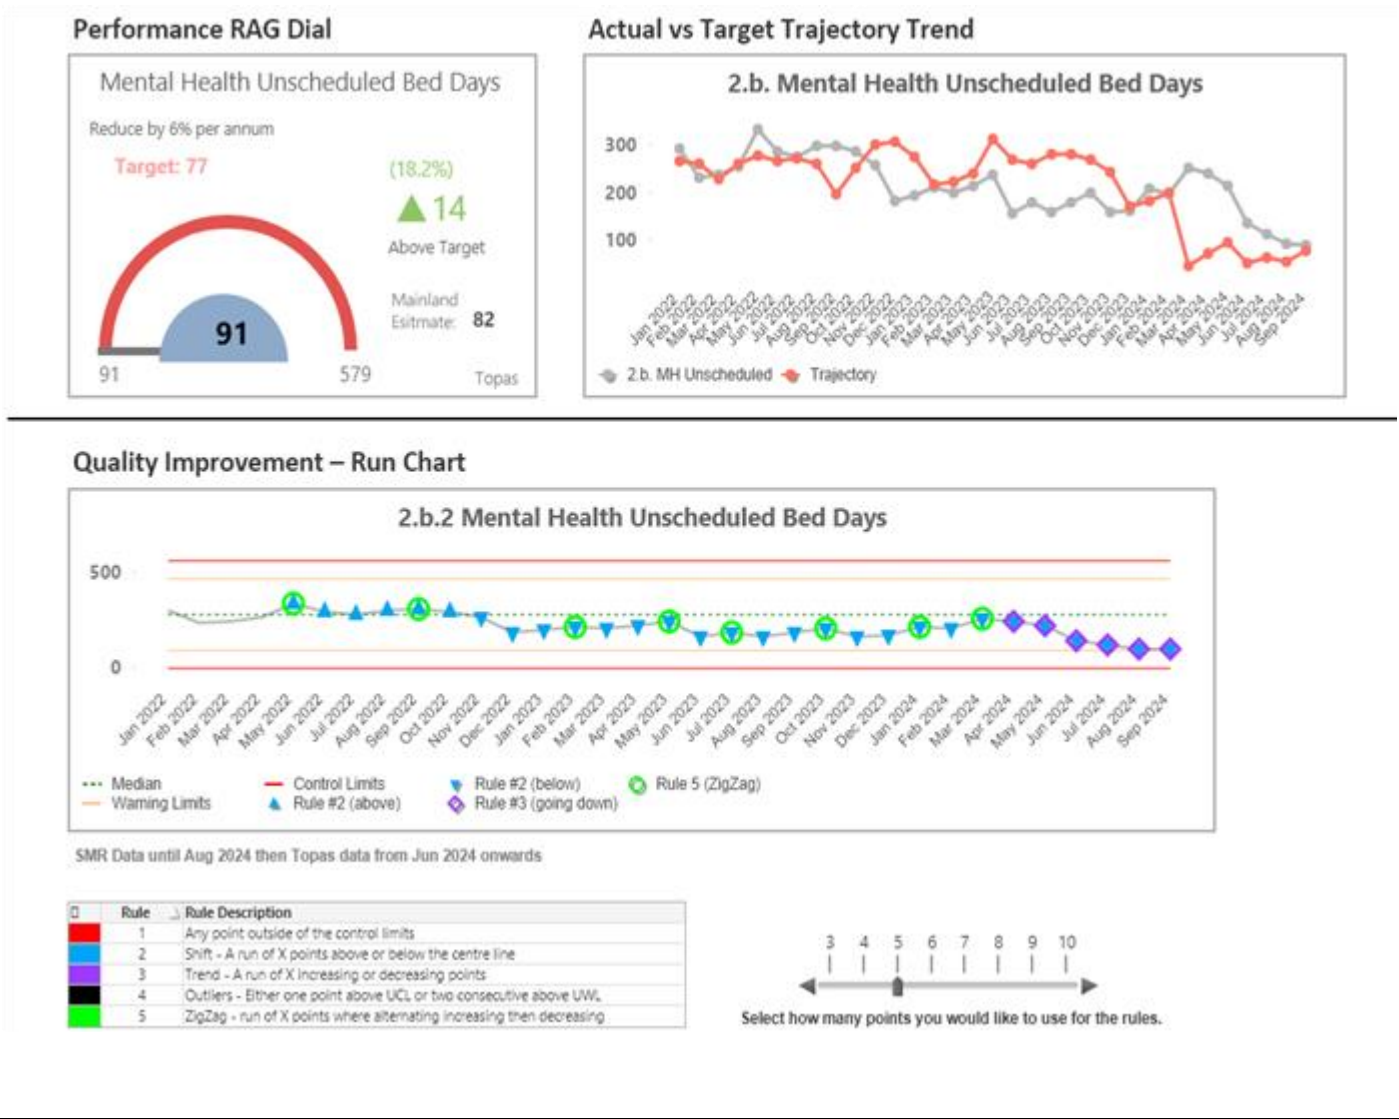 Performance RAG Dial
Mental Health Unscheduled Bed Days
Reduce by 6% per annum
Target: 77
(18.2%)
▲14
Above Target
Mainland
Esitmate: 82
91
91
579
Topas
Actual vs Target Trajectory Trend
2.b. Mental Health Unscheduled Bed Days
300
200
100
Jan 2022
Feb 2022
Mar 2022
Apr 2022
May 2022
Jun 2022
Jul 2022
Aug 2022
Sep 2022
Oct 2022
Nov 2022
Dec 2022
Jan 2023
Feb 2023
Mar 2023
Apr 2023
May 2023
Jun 2023
Jul 2023
Aug 2023
Sep 2023
Oct 2023
Nov 2023
Dec 2023
Jan 2024
Feb 2024
Mar 2024
Apr 2024
May 2024
Jun 2024
Jul 2024
Aug 2024
Sep 2024
2.b. MH Unscheduled Trajectory
Quality Improvement – Run Chart
2.b.2 Mental Health Unscheduled Bed Days
500
0
Jan 2022
Feb 2022
Mar 2022
Apr 2022
May 2022
Jun 2022
Jul 2022
Aug 2022
Sep 2022
Oct 2022
Nov 2022
Dec 2022
Jan 2023
Feb 2023
Mar 2023
Apr 2023
May 2023
Jun 2023
Jul 2023
Aug 2023
Sep 2023
Oct 2023
Nov 2023
Dec 2023
Jan 2024
Feb 2024
Mar 2024
Apr 2024
May 2024
Jun 2024
Jul 2024
Aug 2024
Sep 2024
Median Control Limits Rule #2 (below) Rule 5 (ZigZag)
Warning Limits Rule #2 (above) Rule #3 (going down)
SMR Data until Aug 2024 then Topas data from Jun 2024 onwards
Rule Rule Description
1 Any point outside of the control limits
2 Shift - A run of X points above or below the centre line
3 Trend - A run of X increasing or decreasing points
4 Outliers - Either one point above UCL or two consecutive above UWL
5 ZigZag - run of X points where alternating increasing then decreasing
3 4 5 6 7 8 9 10
Select how many points you would like to use for the rules.